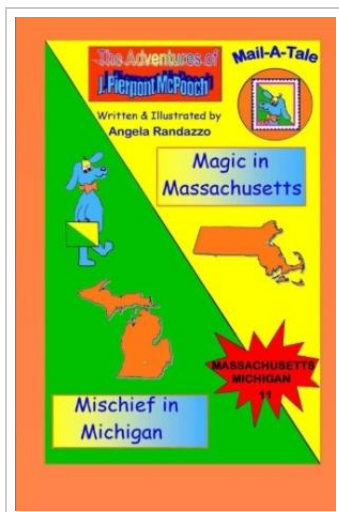 The Adventures of
J. Pierpont McPooch
Mail-A-Tale
Written & Illustrated by
Angela Randazzo
Magic in
Massachusetts
MASSACHUSETTS
MICHIGAN
11
Mischief in
Michigan